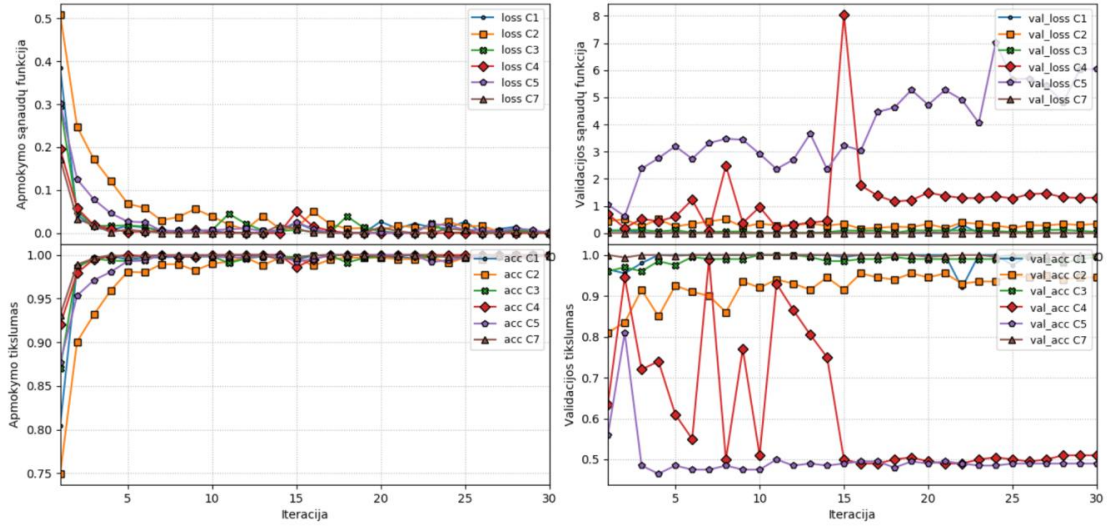 Apmokymo sąnaudų funkcija
0.5
0.4
0.3
0.2
0.1
0.0
loss C1
loss C2
loss C3
loss C4
loss C5
loss C7
Validacijos sąnaudų funkcija
8
7
6
5
4
3
2
1
0
val_loss C1
val_loss C2
val_loss C3
val_loss C4
val_loss C5
val_loss C7
Apmokymo tikslumas
1.00
0.95
0.90
0.85
0.80
0.75
acc C1
acc C2
acc C3
acc C4
acc C5
acc C7
5
10
15
20
25
30
Iteracija
Validacijos tikslumas
1.0
0.9
0.8
0.7
0.6
0.5
val_acc C1
val_acc C2
val_acc C3
val_acc C4
val_acc C5
val_acc C7
5
10
15
20
25
30
Iteracija